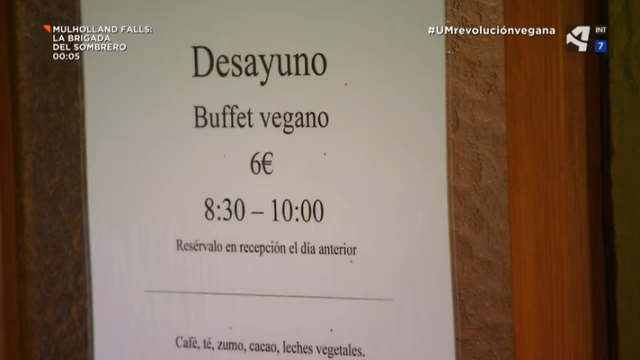 MULHOLLAND FALLS:
LA BRIGADA
DEL SOMBRERO
00:05
#UMrevoluciónvegana
INT
7
Desayuno
Buffet vegano
6€
8:30 – 10:00
Resérvalo en recepción el día anterior
Café, té, zumo, cacao, leches vegetales.